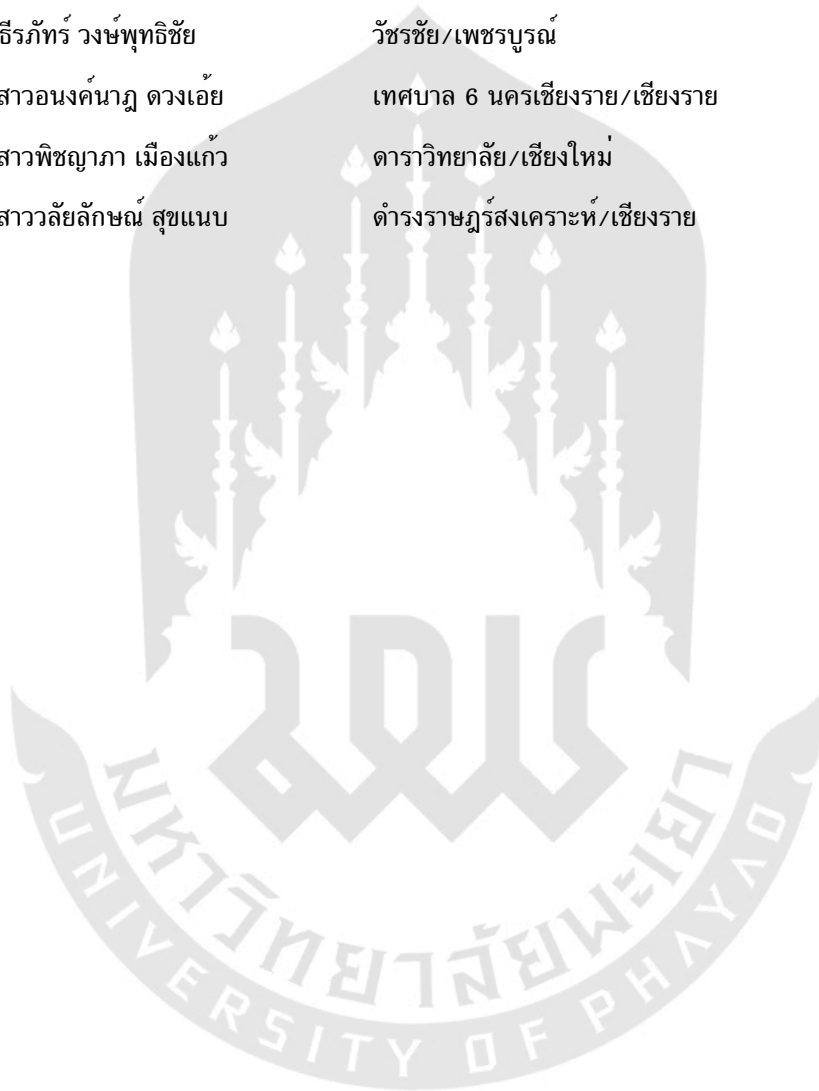 ธีรภัทร์ วงษ์พุทธิชัย วัชรชัย/เพชรบูรณ์
สาวอนงค์นาฎ ดวงเอ้ย เทศบาล 6 นครเชียงราย/เชียงราย
สาวพิชญาภา เมืองแก้ว ดาราวิทยาลัย/เชียงใหม่
สาววลัยลักษณ์ สุขแนบ ดำรงราษฎร์สงเคราะห์/เชียงราย
มพ
มหาวิทยาลัยพะเยา
UNIVERSITY OF PHAYAO